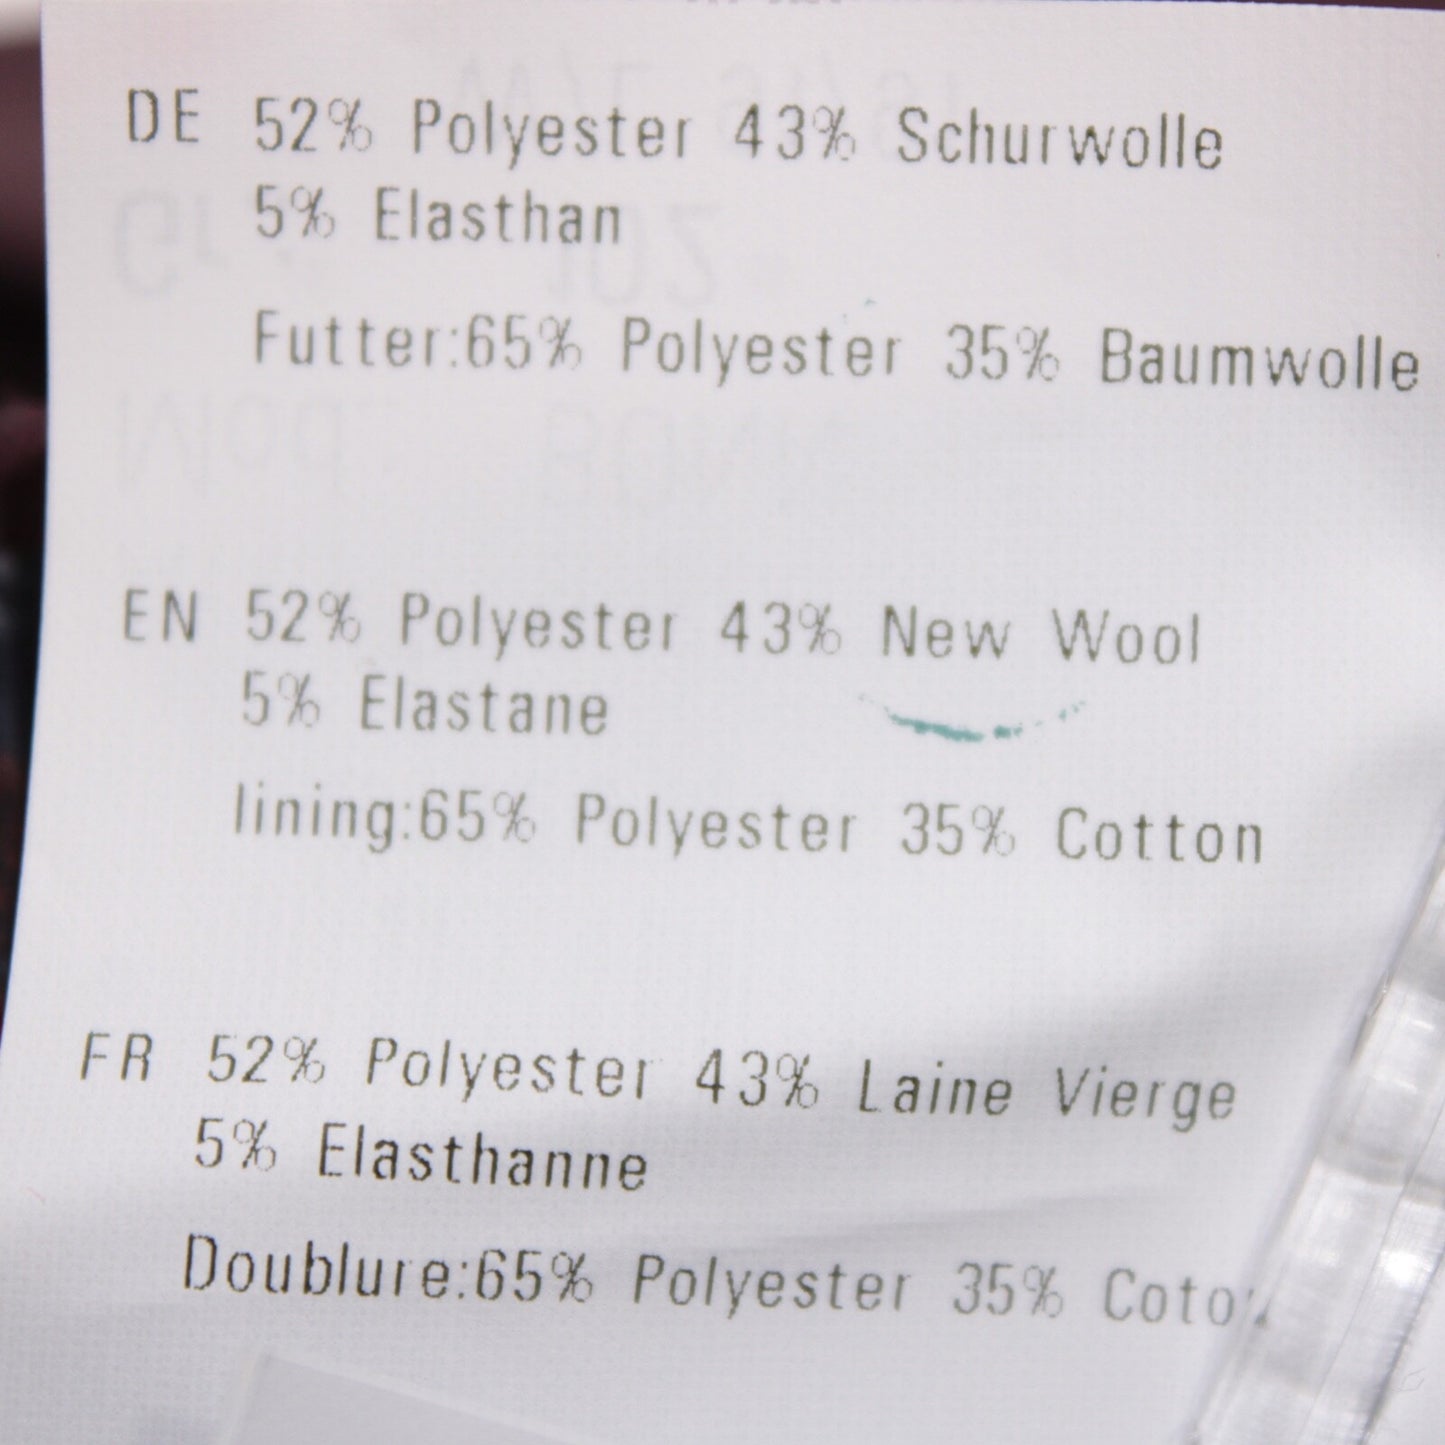 DE 52% Polyester 43% Schurwolle
5% Elasthan
Futter:65% Polyester 35% Baumwolle
EN 52% Polyester 43% New Wool
5% Elastane
lining:65% Polyester 35% Cotton
FR 52% Polyester 43% Laine Vierge
5% Elasthanne
Doublure:65% Polyester 35% Coton